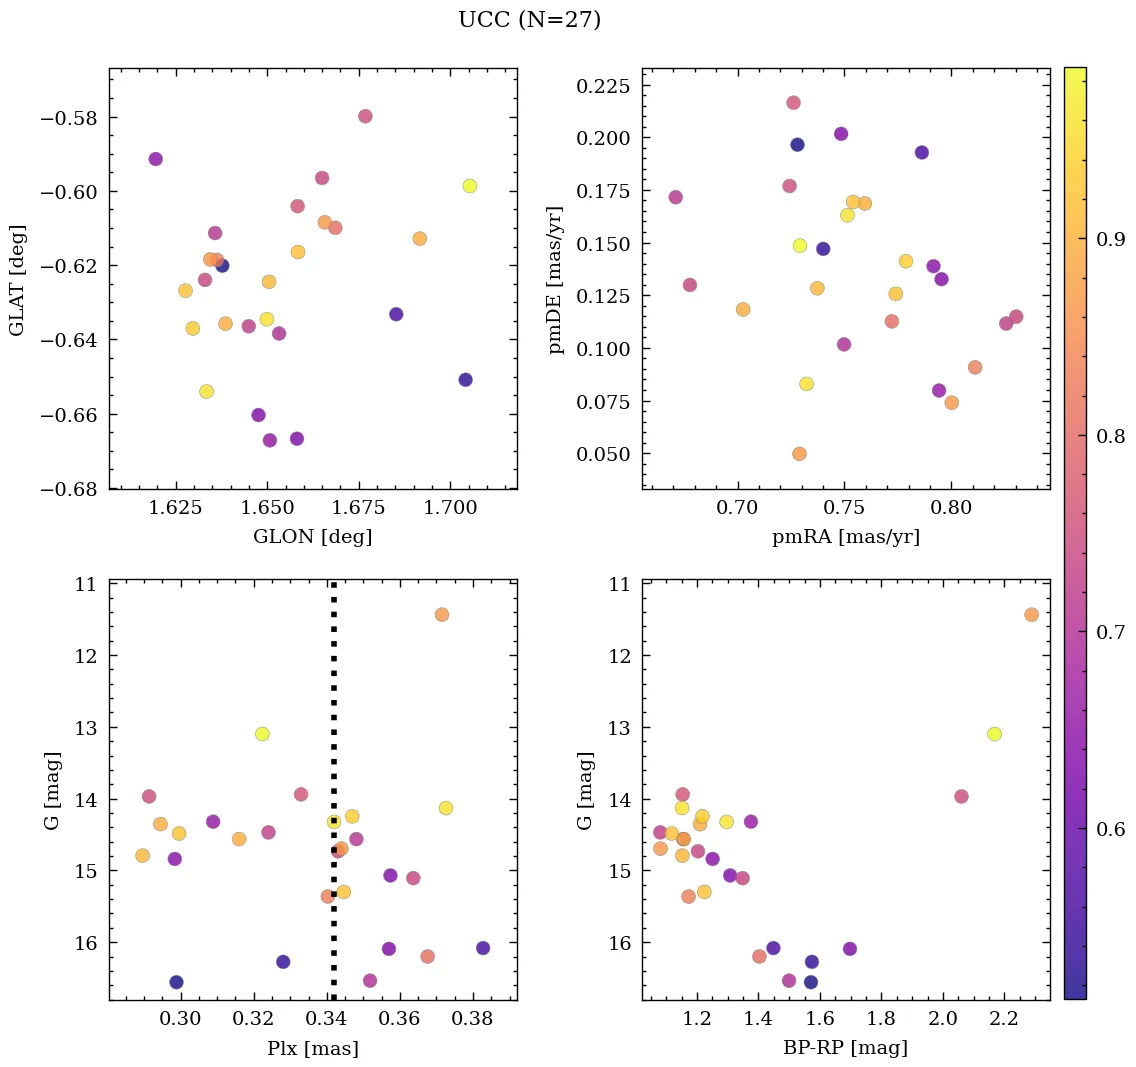 UCC (N=27)
−0.58
−0.60
−0.62
−0.64
−0.66
−0.68
GLAT [deg]
1.625 1.650 1.675 1.700
GLON [deg]
0.225
0.200
0.175
0.150
0.125
0.100
0.075
0.050
pmDE [mas/yr]
0.70 0.75 0.80
pmRA [mas/yr]
11
12
13
14
15
16
G [mag]
0.30 0.32 0.34 0.36 0.38
Plx [mas]
11
12
13
14
15
16
G [mag]
1.2 1.4 1.6 1.8 2.0 2.2
BP-RP [mag]
0.9
0.8
0.7
0.6